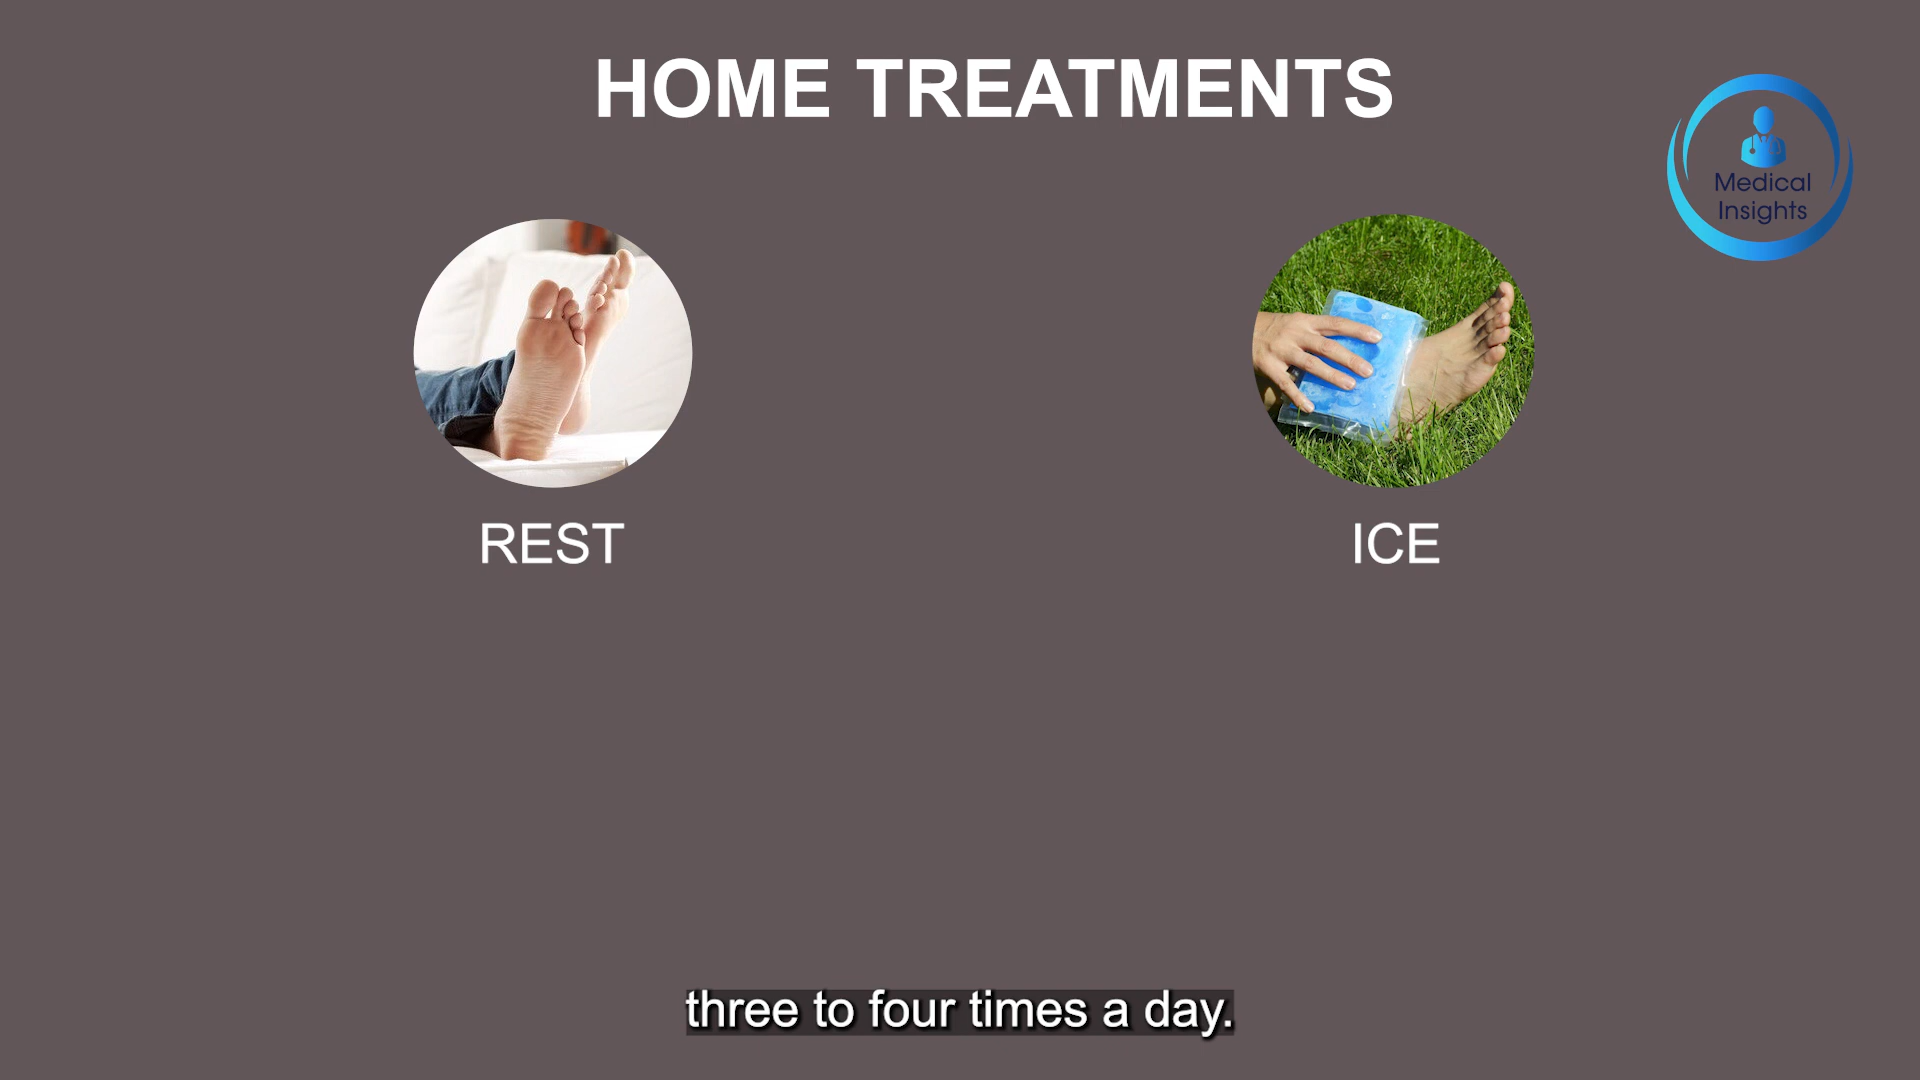 HOME TREATMENTS
Medical
Insights
REST
ICE
three to four times a day.